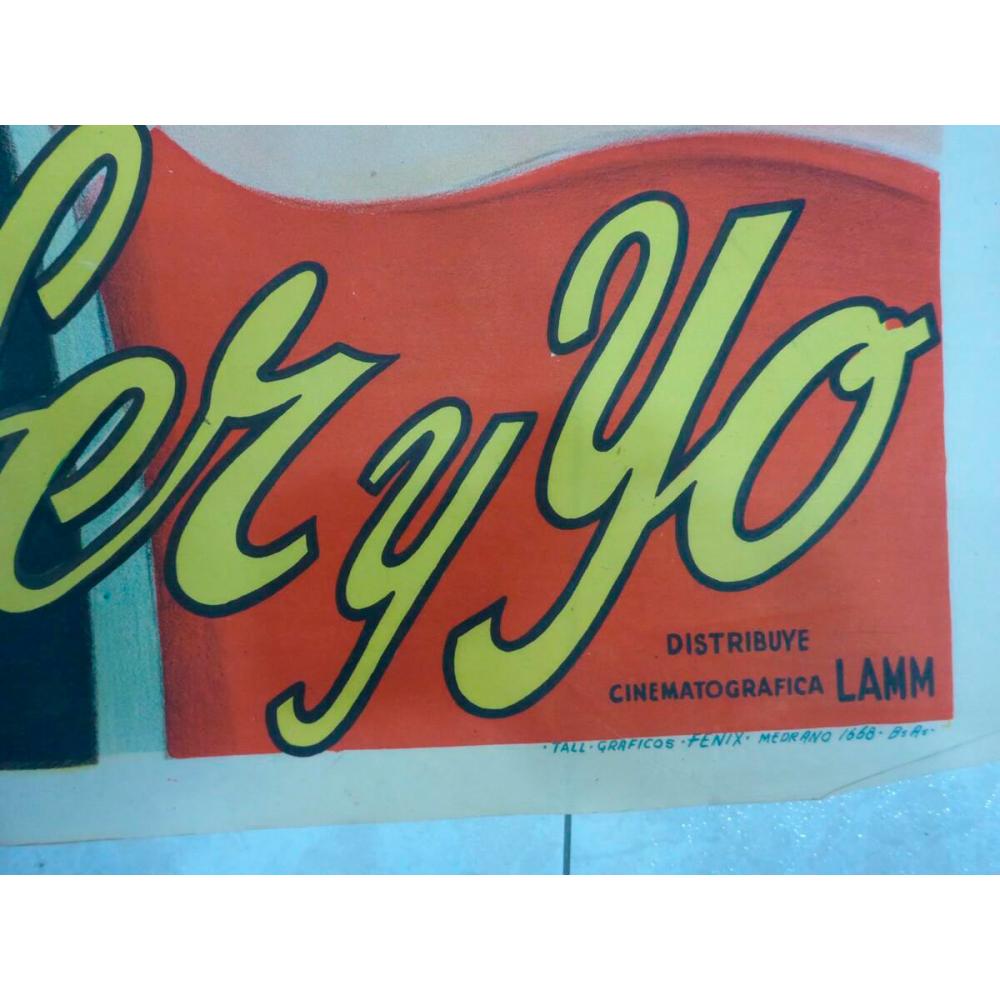 er y Yo
DISTRIBUYE
CINEMATOGRAFICA LAMM
· TALL · GRAFICOS · FENIX · MEDRANO 1668 · Bs As ·